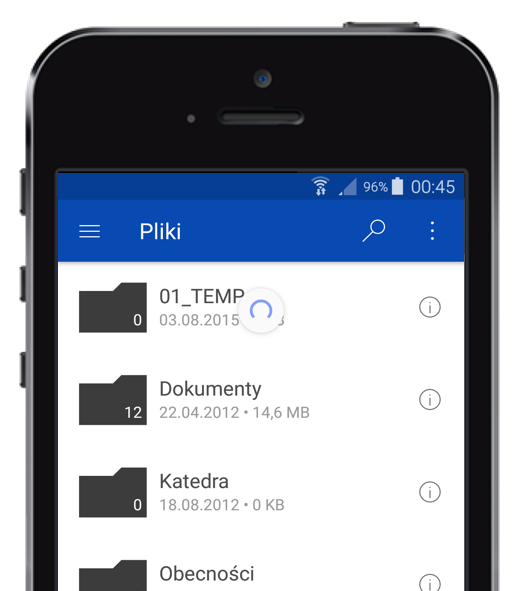 96% 00:45
Pliki
01_TEMP
0
03.08.2015
Dokumenty
12
22.04.2012 • 14,6 MB
Katedra
0
18.08.2012 • 0 KB
Obecności